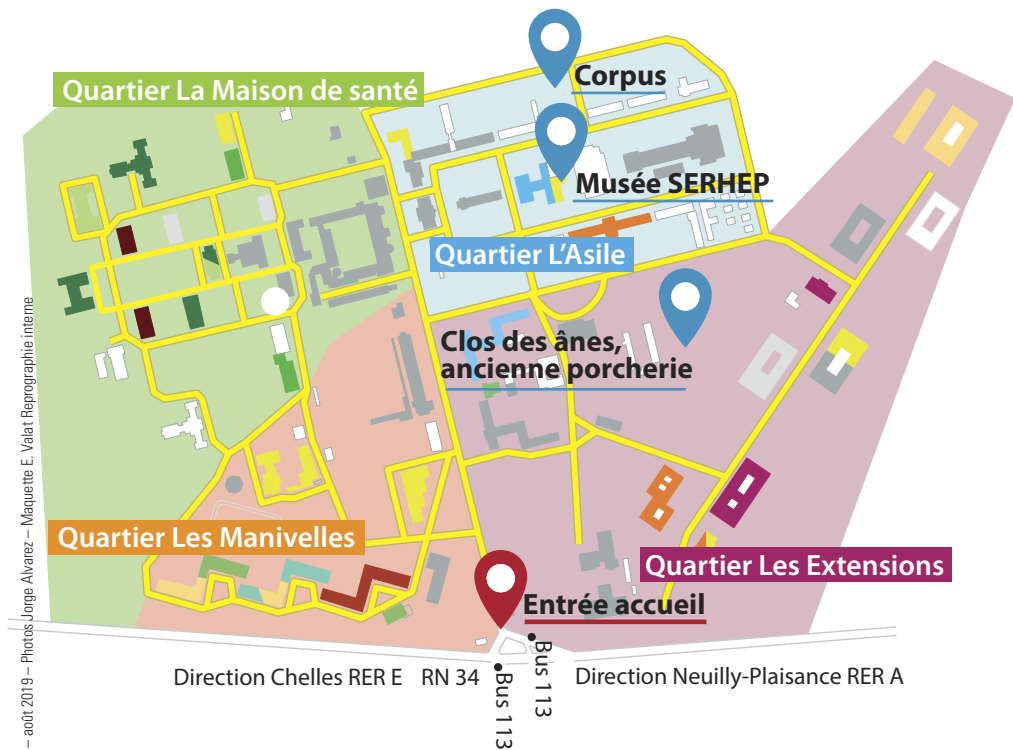 Corpus
Quartier La Maison de santé
Musée SERHEP
Quartier L’Asile
Clos des ânes,
ancienne porcherie
Quartier Les Manivelles
Quartier Les Extensions
Entrée accueil
Direction Chelles RER E
RN 34
Bus 113
Bus 113
Direction Neuilly-Plaisance RER A
– août 2019 – Photos Jorge Alvarez – Maquette E. Valat Reprographie interne